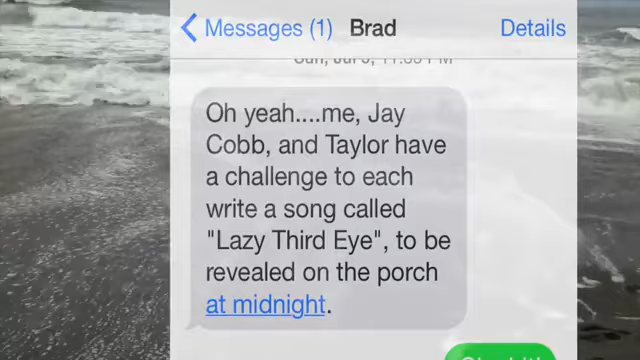 Messages (1) Brad Details
Oh yeah....me, Jay
Cobb, and Taylor have
a challenge to each
write a song called
"Lazy Third Eye", to be
revealed on the porch
at midnight.